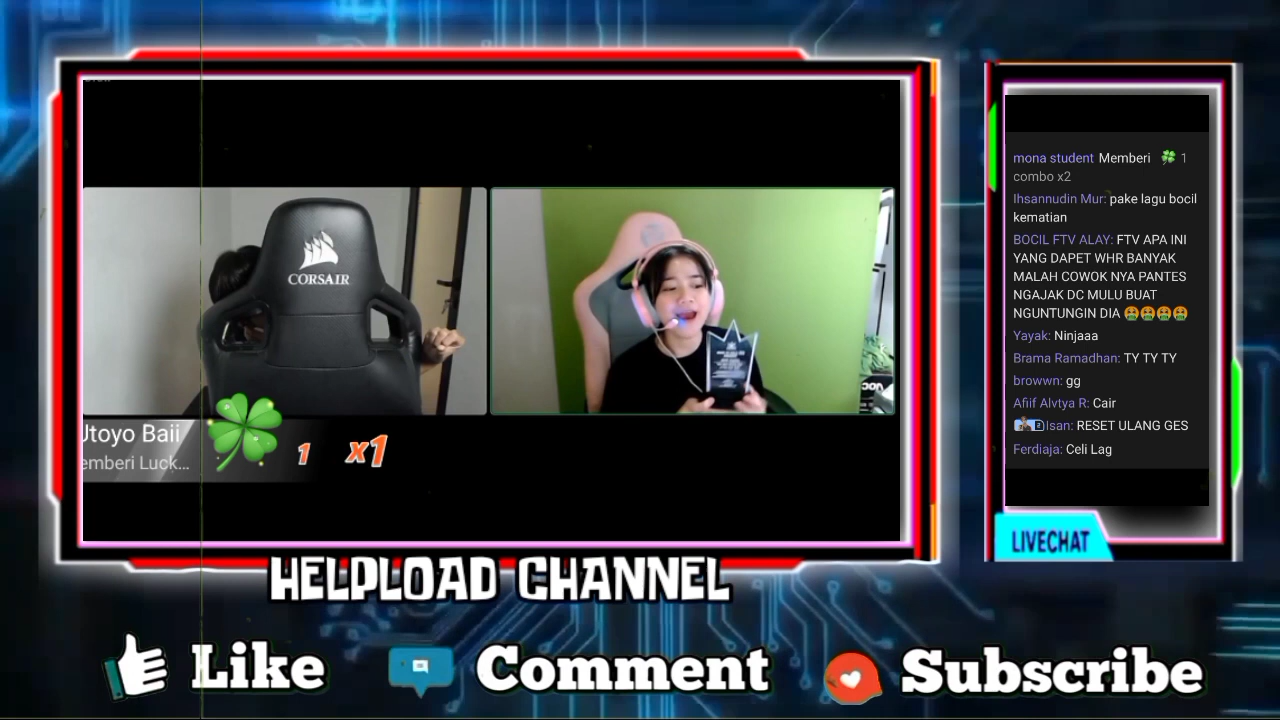 CORSAIR
Jtoyo Baii
emberi Luck...
1 x1
HELPLOAD CHANNEL
Like
Comment
Subscribe
mona student Memberi 🍀 1
combo x2
Ihsannudin Mur: pake lagu bocil
kematian
BOCIL FTV ALAY: FTV APA INI
YANG DAPET WHR BANYAK
MALAH COWOK NYA PANTES
NGAJAK DC MULU BUAT
NGUNTUNGIN DIA 🤮🤮🤮🤮
Yayak: Ninjaaa
Brama Ramadhan: TY TY TY
browwn: gg
Afiif Alvtya R: Cair
Isan: RESET ULANG GES
Ferdiaja: Celi Lag
LIVECHAT